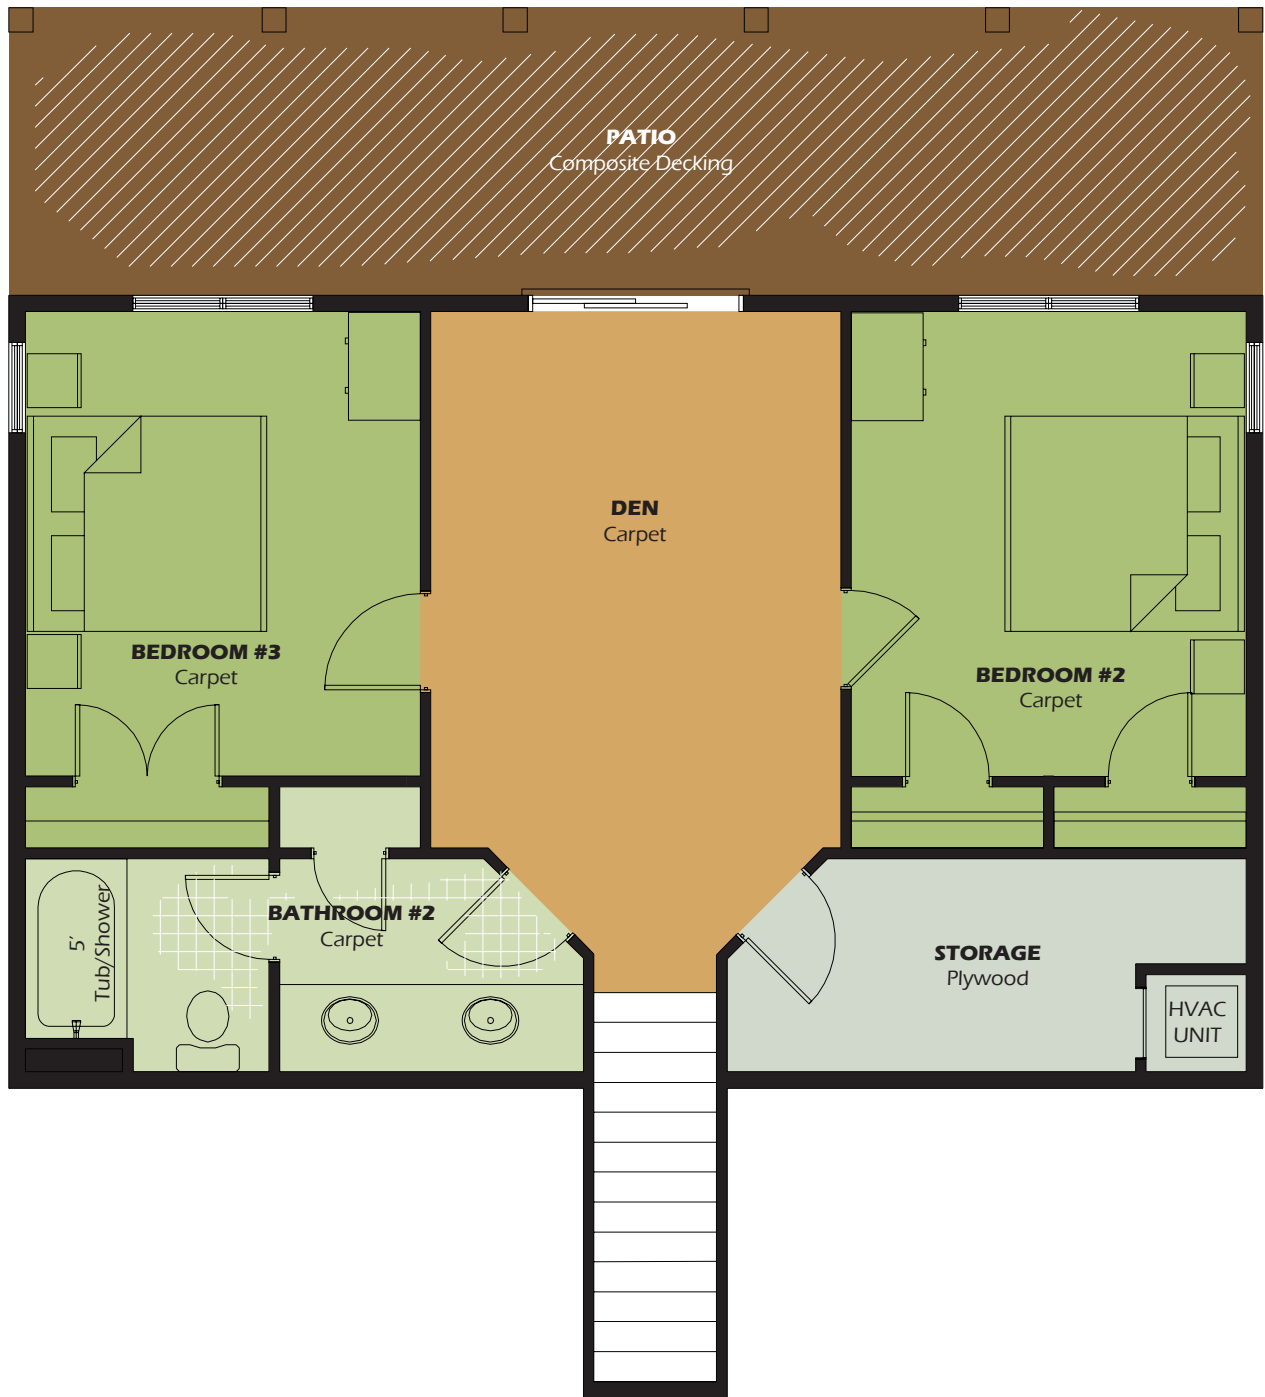 PATIO
Composite Decking
DEN
Carpet
BEDROOM #3
Carpet
BEDROOM #2
Carpet
5'
Tub/Shower
BATHROOM #2
Carpet
STORAGE
Plywood
HVAC
UNIT